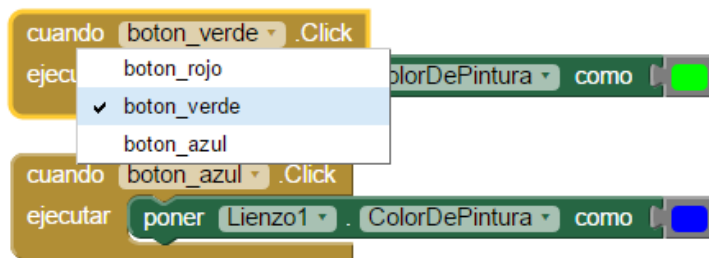 cuando boton_verde .Click
ejecu olorDePintura como
boton_rojo
boton_verde
boton_azul
cuando boton_azul .Click
ejecutar poner Lienzo1 . ColorDePintura como